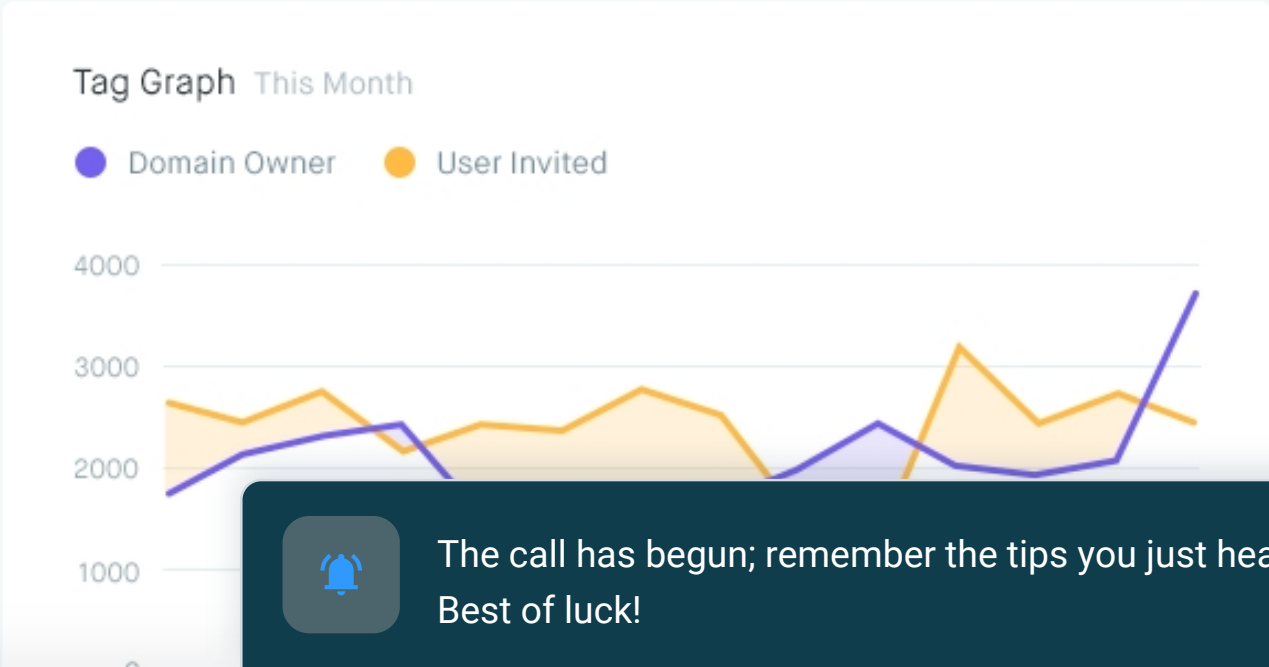 Tag Graph This Month
Domain Owner User Invited
4000
3000
2000
1000
The call has begun; remember the tips you just
Best of luck!